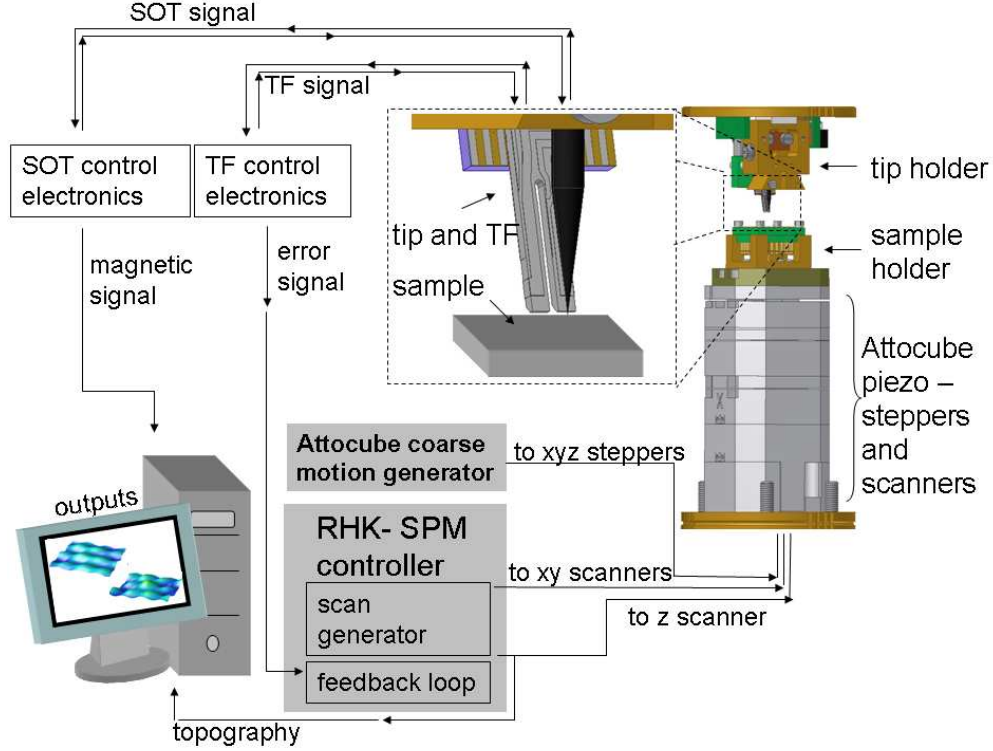 SOT signal
TF signal
SOT control
electronics
TF control
electronics
tip holder
tip and TF
sample
sample
holder
magnetic
signal
error
signal
Attocube
piezo –
steppers
and
scanners
Attocube coarse
motion generator
to xyz steppers
outputs
RHK- SPM
controller
to xy scanners
scan
generator
to z scanner
feedback loop
topography